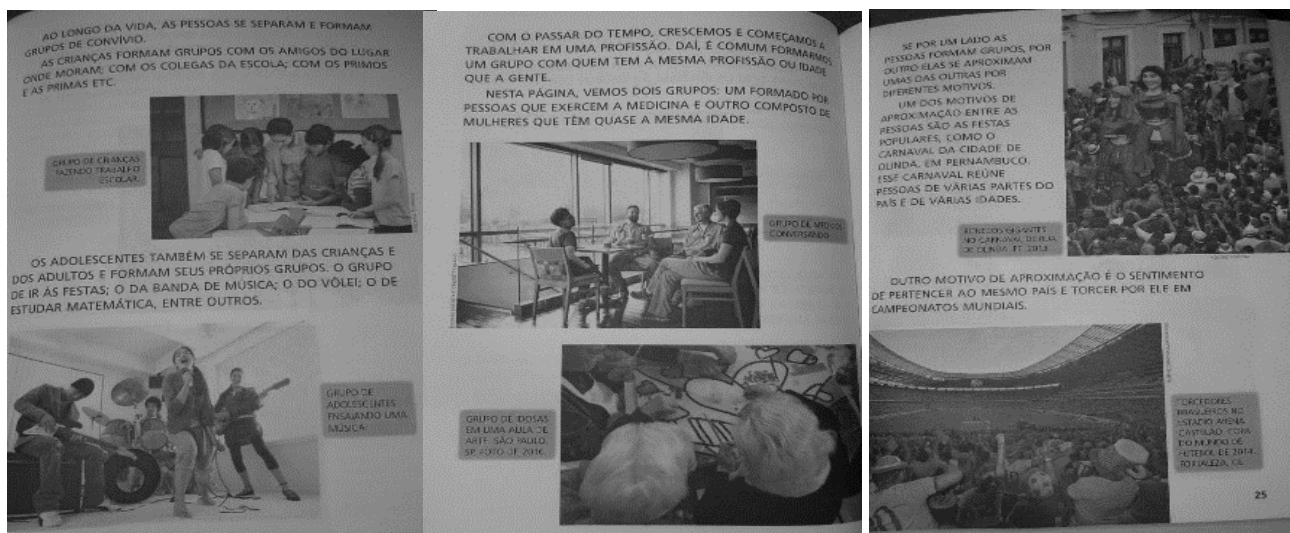 AO LONGO DA VIDA, AS PESSOAS SE SEPARAM E FORMAM
GRUPOS DE CONVÍVIO.
AS CRIANÇAS FORMAM GRUPOS COM OS AMIGOS DO LUGAR
ONDE MORAM; COM OS COLEGAS DA ESCOLA; COM OS PRIMOS
E AS PRIMAS ETC.
GRUPO DE CRIANÇAS
FAZENDO TRABALHO
ESCOLAR.
OS ADOLESCENTES TAMBÉM SE SEPARAM DAS CRIANÇAS E
DOS ADULTOS E FORMAM SEUS PRÓPRIOS GRUPOS. O GRUPO
DE IR ÀS FESTAS; O DA BANDA DE MÚSICA; O DO VÔLEI; O DE
ESTUDAR MATEMÁTICA, ENTRE OUTROS.
GRUPO DE
ADOLESCENTES
ENSAIANDO UMA
MÚSICA.
COM O PASSAR DO TEMPO, CRESCEMOS E COMEÇAMOS A
TRABALHAR EM UMA PROFISSÃO. DAÍ, É COMUM FORMARMOS
UM GRUPO COM QUEM TEM A MESMA PROFISSÃO OU IDADE
QUE A GENTE.
NESTA PÁGINA, VEMOS DOIS GRUPOS: UM FORMADO POR
PESSOAS QUE EXERCEM A MEDICINA E OUTRO COMPOSTO DE
MULHERES QUE TÊM QUASE A MESMA IDADE.
GRUPO DE MÉDICOS
CONVERSANDO.
GRUPO DE IDOSAS
EM UMA AULA DE
ARTE. SÃO PAULO,
SP. FOTO DE 2016.
SE POR UM LADO AS
PESSOAS FORMAM GRUPOS, POR
OUTRO ELAS SE APROXIMAM
UMAS DAS OUTRAS POR
DIFERENTES MOTIVOS.
UM DOS MOTIVOS DE
APROXIMAÇÃO ENTRE AS
PESSOAS SÃO AS FESTAS
POPULARES, COMO O
CARNAVAL DA CIDADE DE
OLINDA, EM PERNAMBUCO.
ESSE CARNAVAL REÚNE
PESSOAS DE VÁRIAS PARTES DO
PAÍS E DE VÁRIAS IDADES.
BONECOS GIGANTES
NO CARNAVAL DE RUA
DE OLINDA, PE
OUTRO MOTIVO DE APROXIMAÇÃO É O SENTIMENTO
DE PERTENCER AO MESMO PAÍS E TORCER POR ELE EM
CAMPEONATOS MUNDIAIS.
TORCEDORES
BRASILEIROS NO
ESTÁDIO ARENA
CASTELÃO, COPA
DO MUNDO DE
FUTEBOL DE 2014.
FORTALEZA, CE.
25